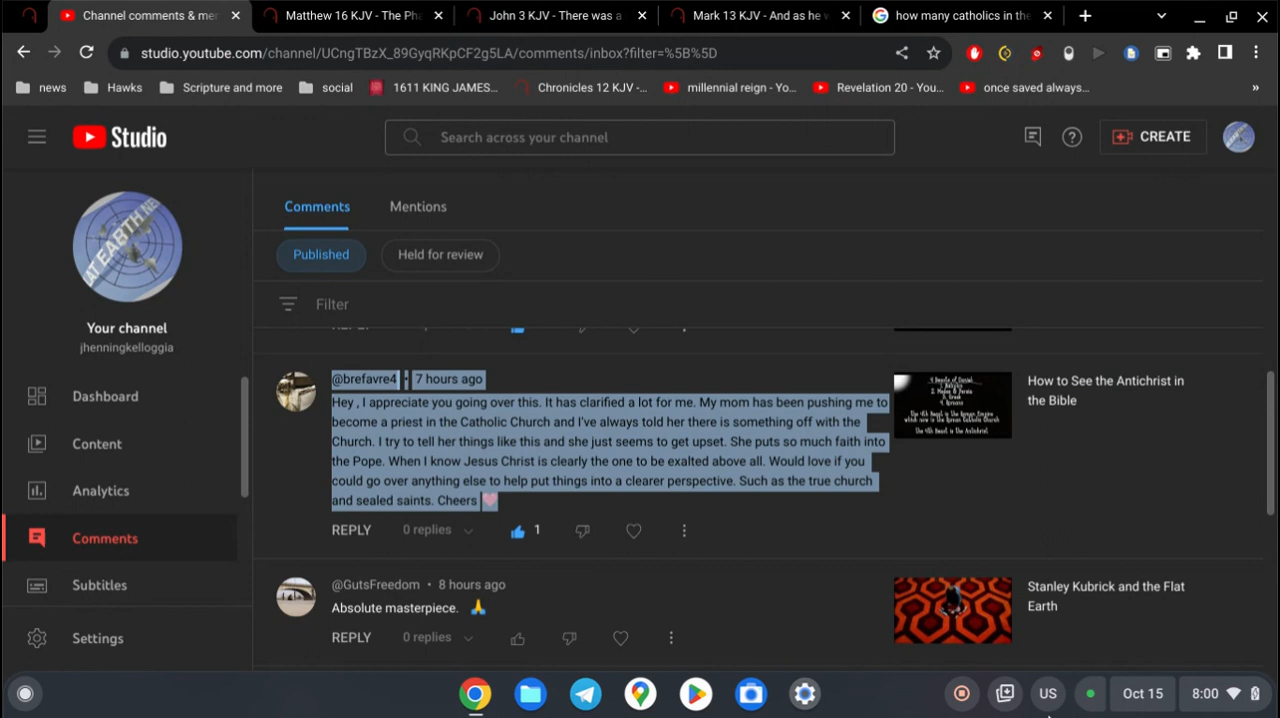 Channel comments & me
Matthew 16 KJV - The Pha
John 3 KJV - There was a
Mark 13 KJV - And as he w
how many catholics in the
studio.youtube.com/channel/UCngTBzX_89GyqRKpCF2g5LA/comments/inbox?filter=%5B%5D
news
Hawks
Scripture and more
social
1611 KING JAMES...
Chronicles 12 KJV -...
millennial reign - Yo...
Revelation 20 - You...
once saved always...
»
Studio
Search across your channel
CREATE
LAT EARTH NE
Your channel
jhenningkelloggia
Dashboard
Content
Analytics
Comments
Subtitles
Settings
Comments
Mentions
Published
Held for review
Filter
@brefavre4 • 7 hours ago
Hey , I appreciate you going over this. It has clarified a lot for me. My mom has been pushing me to
become a priest in the Catholic Church and I've always told her there is something off with the
Church. I try to tell her things like this and she just seems to get upset. She puts so much faith into
the Pope. When I know Jesus Christ is clearly the one to be exalted above all. Would love if you
could go over anything else to help put things into a clearer perspective. Such as the true church
and sealed saints. Cheers 🩷
REPLY
0 replies
1
How to See the Antichrist in
the Bible
@GutsFreedom • 8 hours ago
Absolute masterpiece. 🙏
REPLY
0 replies
Stanley Kubrick and the Flat
Earth
US
Oct 15
8:00